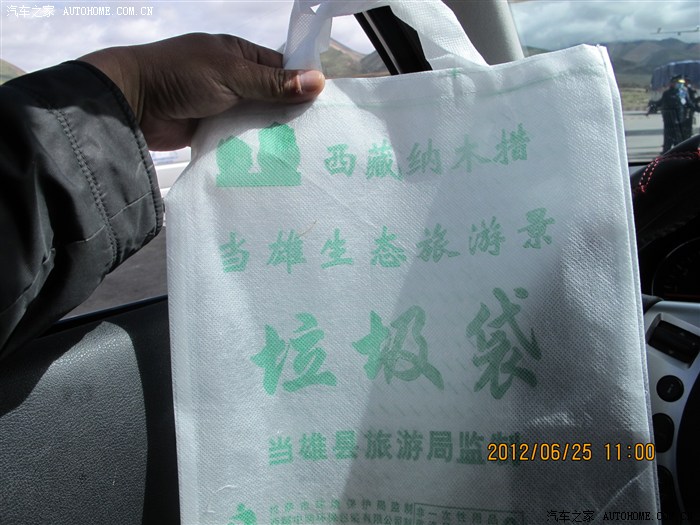 汽车之家 AUTOHOME.COM.CN
西藏纳木措
当雄生态旅游景
垃圾袋
当雄县旅游局监制
2012/06/25 11:00
汽车之家 AUTOHOME.COM.CN